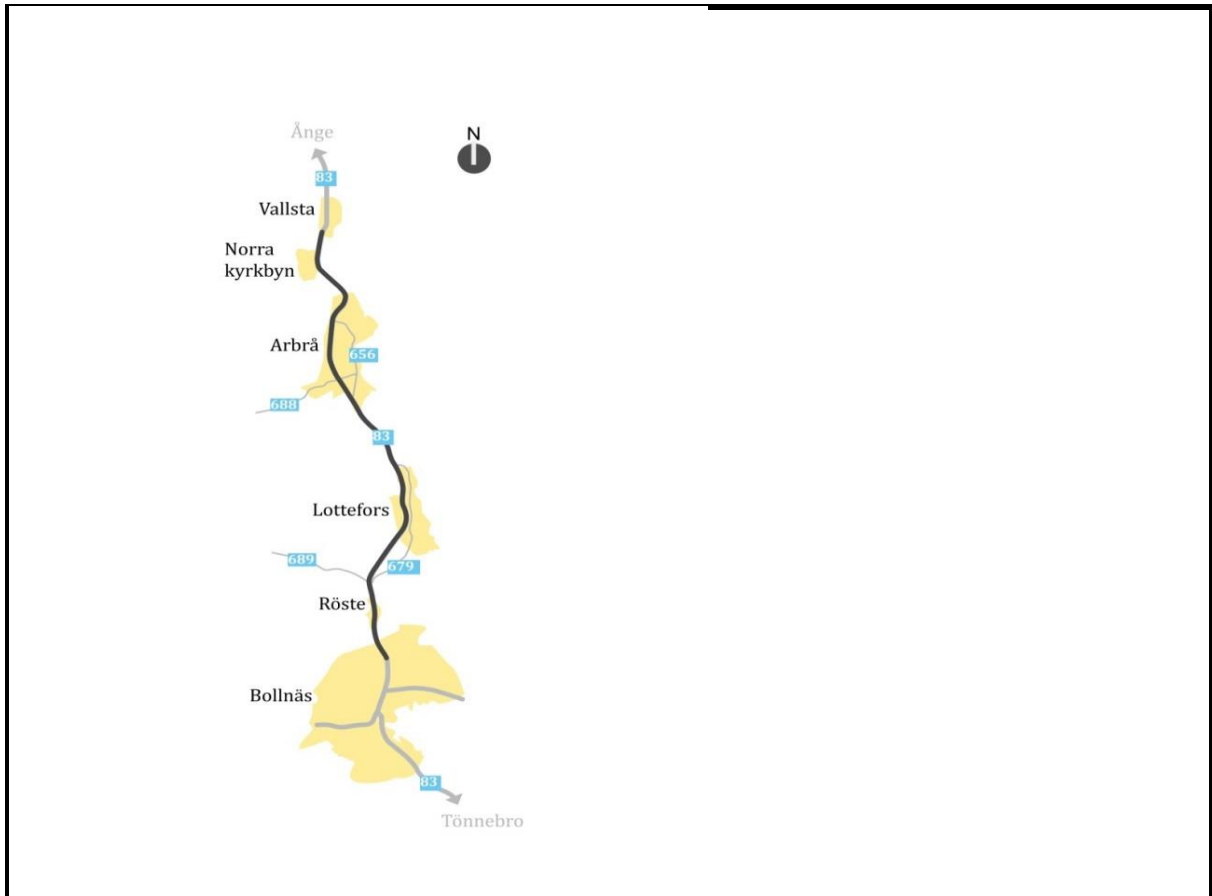 Ånge
N
83
Vallsta
Norra
kyrkbyn
Arbrå
656
688
83
Lottefors
689
679
Röste
Bollnäs
83
Tönnebro